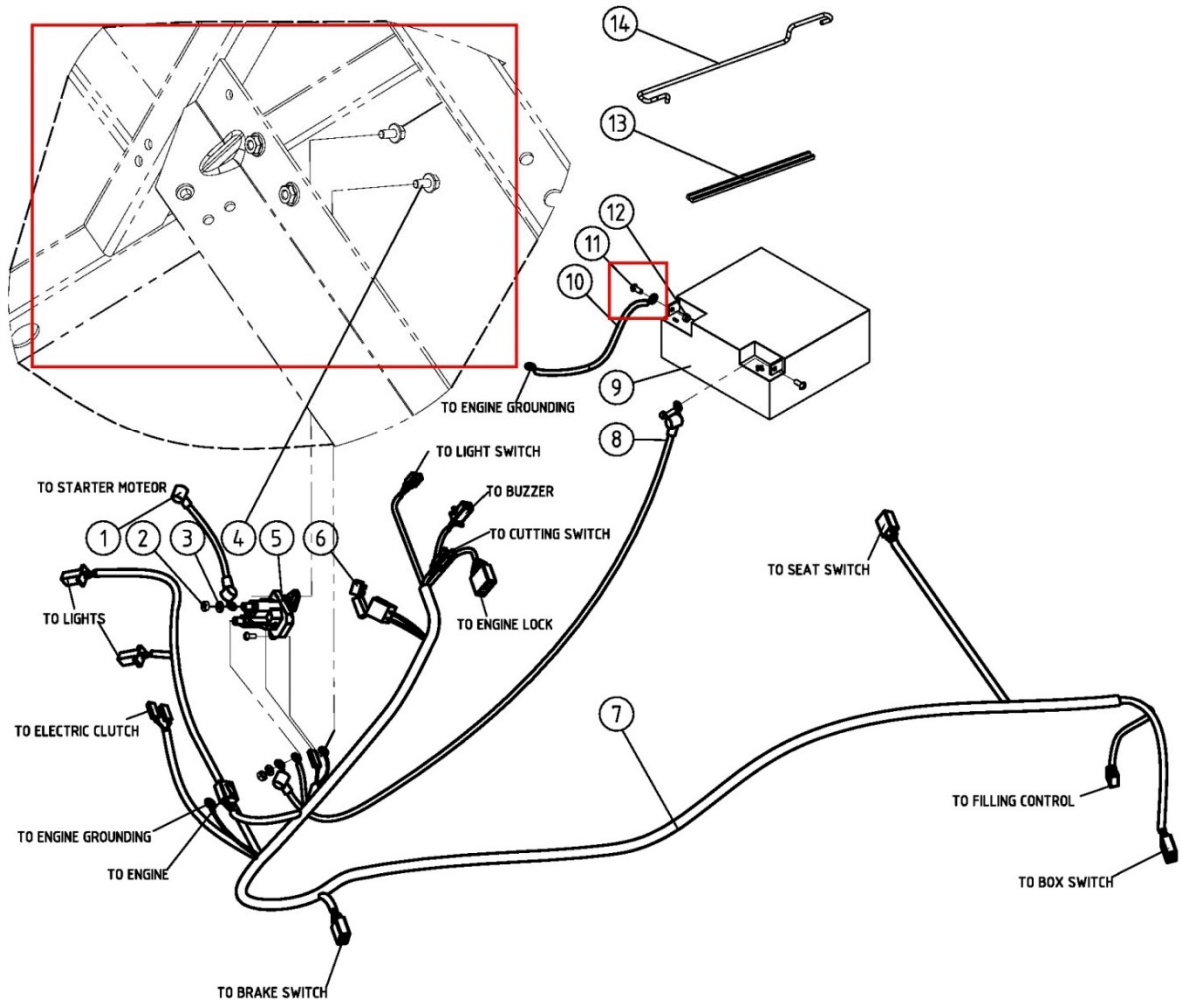 14
13
12
11
10
9
TO ENGINE GROUNDING
8
TO LIGHT SWITCH
TO STARTER MOTEOR
TO BUZZER
1
2
3
4
5
6
TO CUTTING SWITCH
TO SEAT SWITCH
TO LIGHTS
TO ENGINE LOCK
TO ELECTRIC CLUTCH
7
TO FILLING CONTROL
TO ENGINE GROUNDING
TO ENGINE
TO BOX SWITCH
TO BRAKE SWITCH